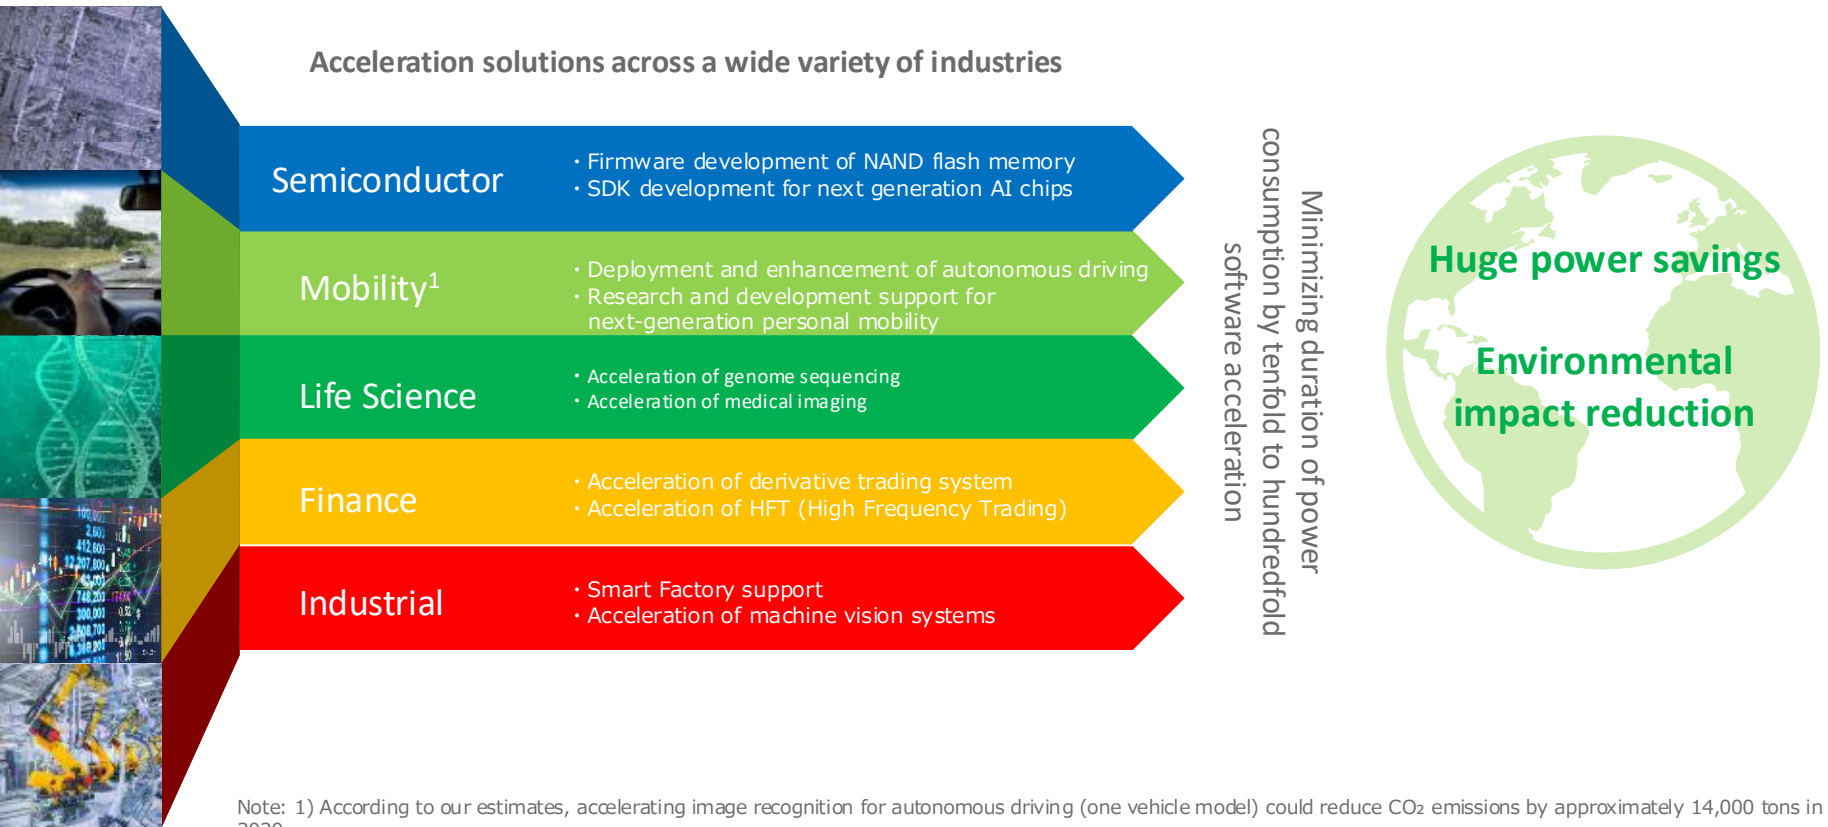 Acceleration solutions across a wide variety of industries
Semiconductor
・Firmware development of NAND flash memory
・SDK development for next generation AI chips
Mobility¹
・Deployment and enhancement of autonomous driving
・Research and development support for
next-generation personal mobility
Life Science
・Acceleration of genome sequencing
・Acceleration of medical imaging
Finance
・Acceleration of derivative trading system
・Acceleration of HFT (High Frequency Trading)
Industrial
・Smart Factory support
・Acceleration of machine vision systems
Minimizing duration of power
consumption by tenfold to hundredfold
software acceleration
Huge power savings
Environmental
impact reduction
Note: 1) According to our estimates, accelerating image recognition for autonomous driving (one vehicle model) could reduce CO₂ emissions by approximately 14,000 tons in